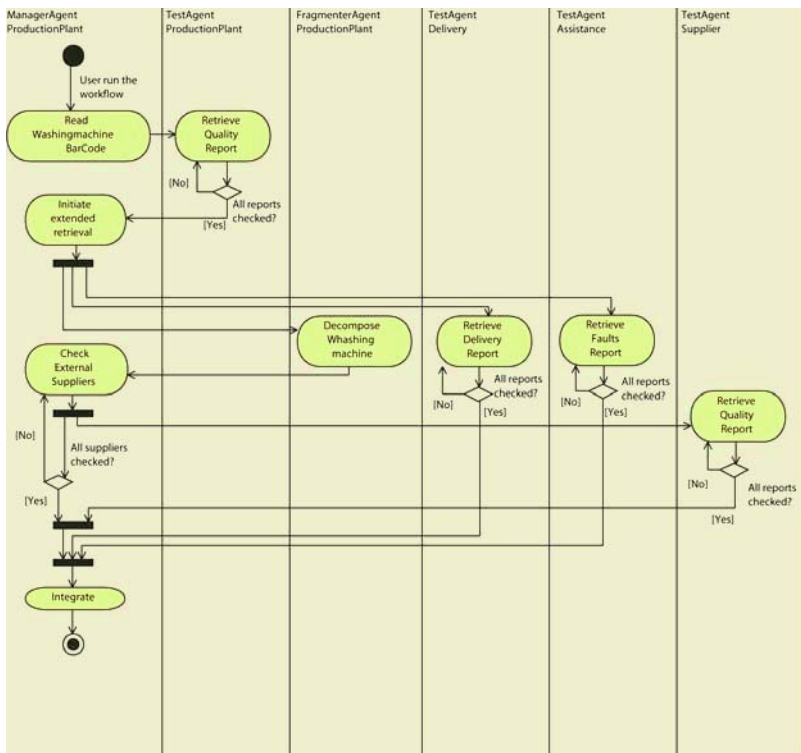 ManagerAgent
ProductionPlant
TestAgent
ProductionPlant
FragmenterAgent
ProductionPlant
TestAgent
Delivery
TestAgent
Assistance
TestAgent
Supplier
User run the
workflow
Read
Washingmachine
BarCode
Retrieve
Quality
Report
[No]
All reports
checked?
[Yes]
Initiate
extended
retrieval
Decompose
Whashing
machine
Retrieve
Delivery
Report
Retrieve
Faults
Report
Check
External
Suppliers
All reports
checked?
[No]
[Yes]
All reports
checked?
[No]
[Yes]
Retrieve
Quality
Report
[No]
All suppliers
checked?
[Yes]
[No]
All reports
checked?
[Yes]
Integrate